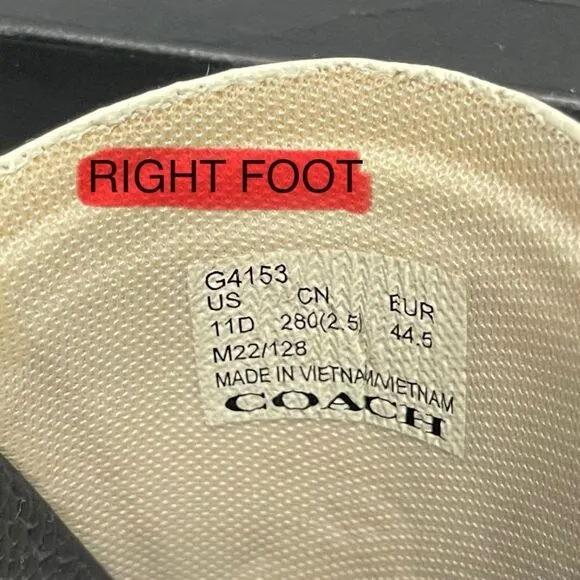 RIGHT FOOT
G4153
US CN EUR
11D 280(2.5) 44.5
M22/128
MADE IN VIETNAM/VIETNAM
COACH